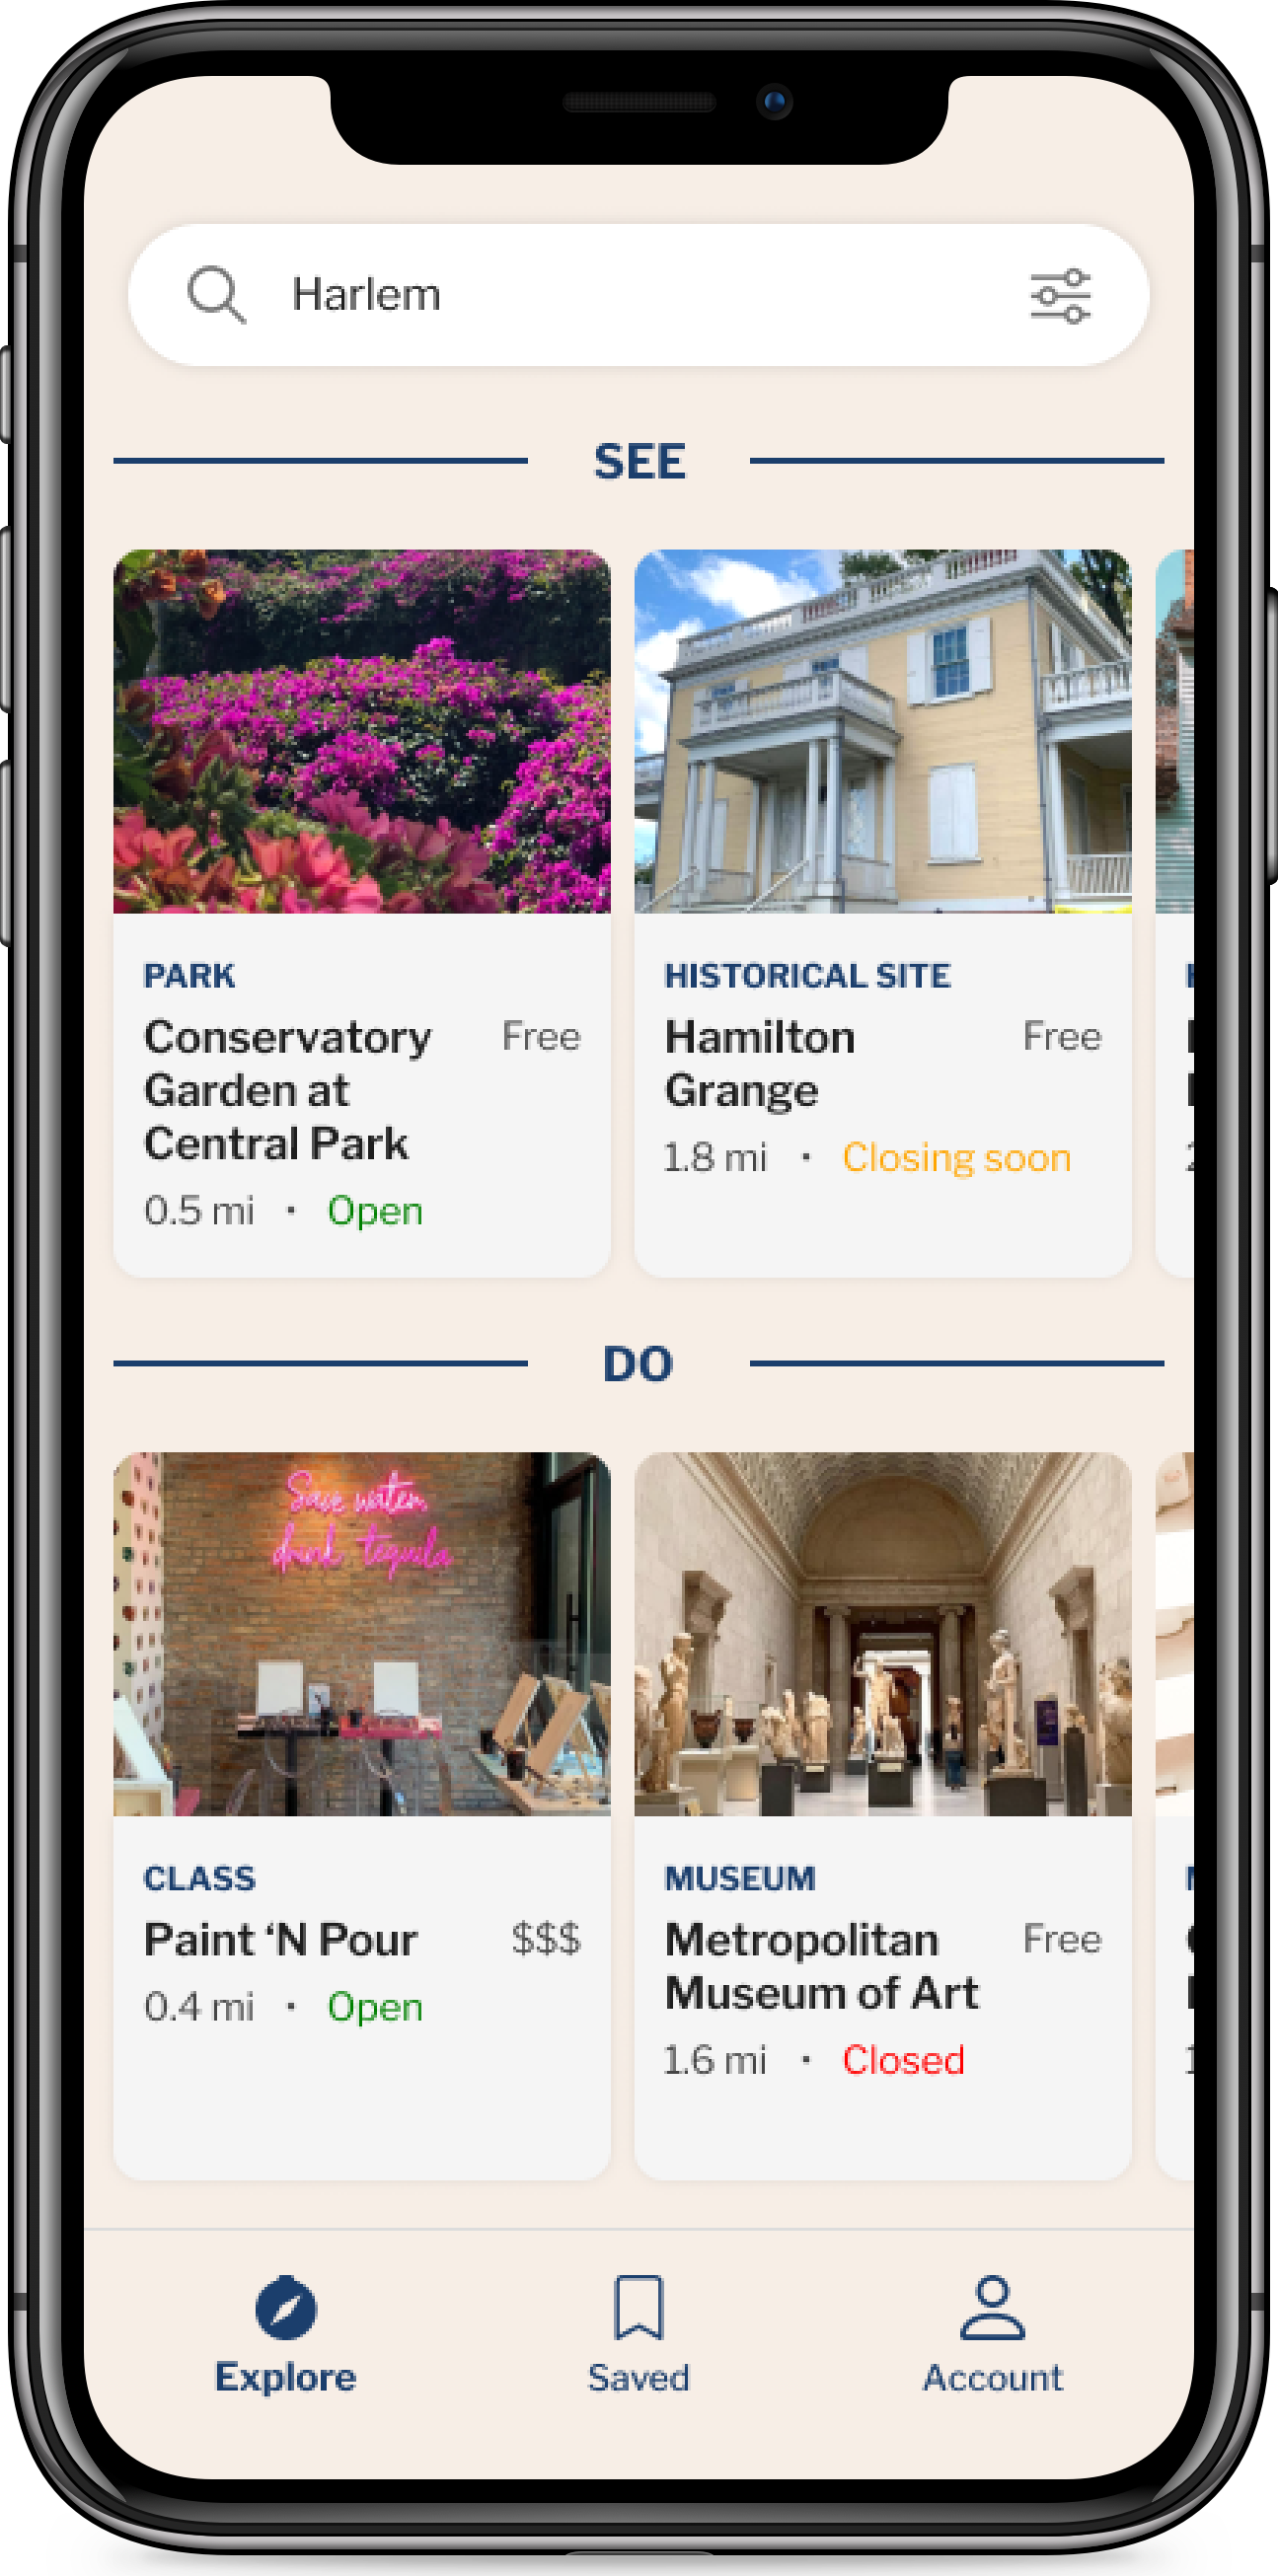 Harlem
SEE
PARK
Conservatory Free
Garden at
Central Park
0.5 mi · Open
HISTORICAL SITE
Hamilton Free
Grange
1.8 mi · Closing soon
DO
Save water,
drink tequila
CLASS
Paint ‘N Pour $$$
0.4 mi · Open
MUSEUM
Metropolitan Free
Museum of Art
1.6 mi · Closed
Explore
Saved
Account